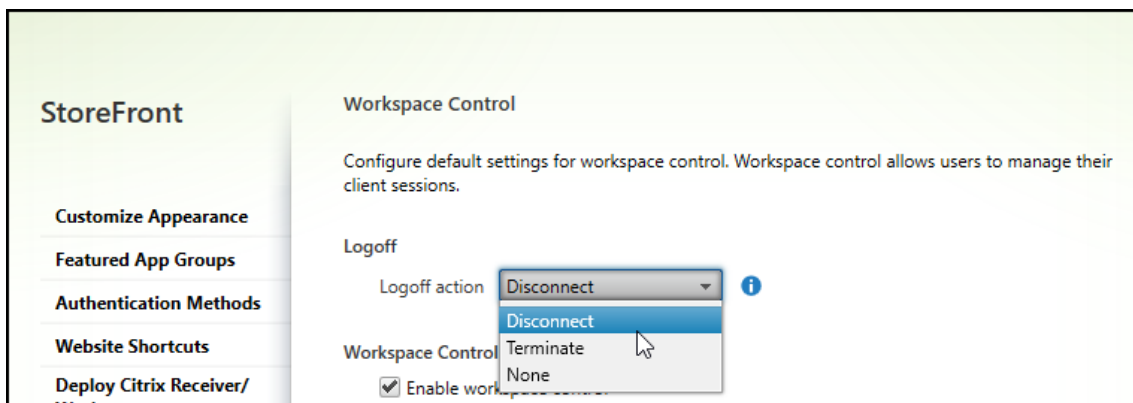 StoreFront
Customize Appearance
Featured App Groups
Authentication Methods
Website Shortcuts
Deploy Citrix Receiver/
Workspace Control
Configure default settings for workspace control. Workspace control allows users to manage their
client sessions.
Logoff
Logoff action Disconnect
Disconnect
Terminate
None
Workspace Control
Enable workspace control